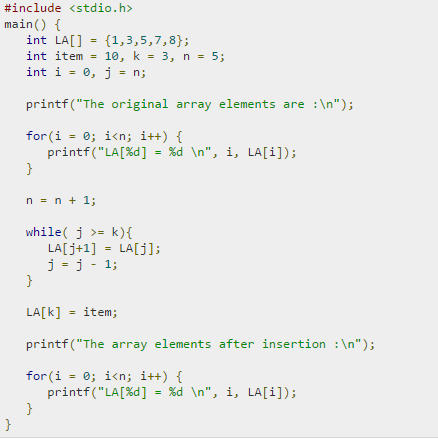 #include <stdio.h>
main() {
   int LA[] = {1,3,5,7,8};
   int item = 10, k = 3, n = 5;
   int i = 0, j = n;
   
   printf("The original array elements are :\n");
   
   for(i = 0; i<n; i++) {
      printf("LA[%d] = %d \n", i, LA[i]);
   }
   
   n = n + 1;
   
   while( j >= k){
      LA[j+1] = LA[j];
      j = j - 1;
   }
   
   LA[k] = item;
   
   printf("The array elements after insertion :\n");
   
   for(i = 0; i<n; i++) {
      printf("LA[%d] = %d \n", i, LA[i]);
   }
}